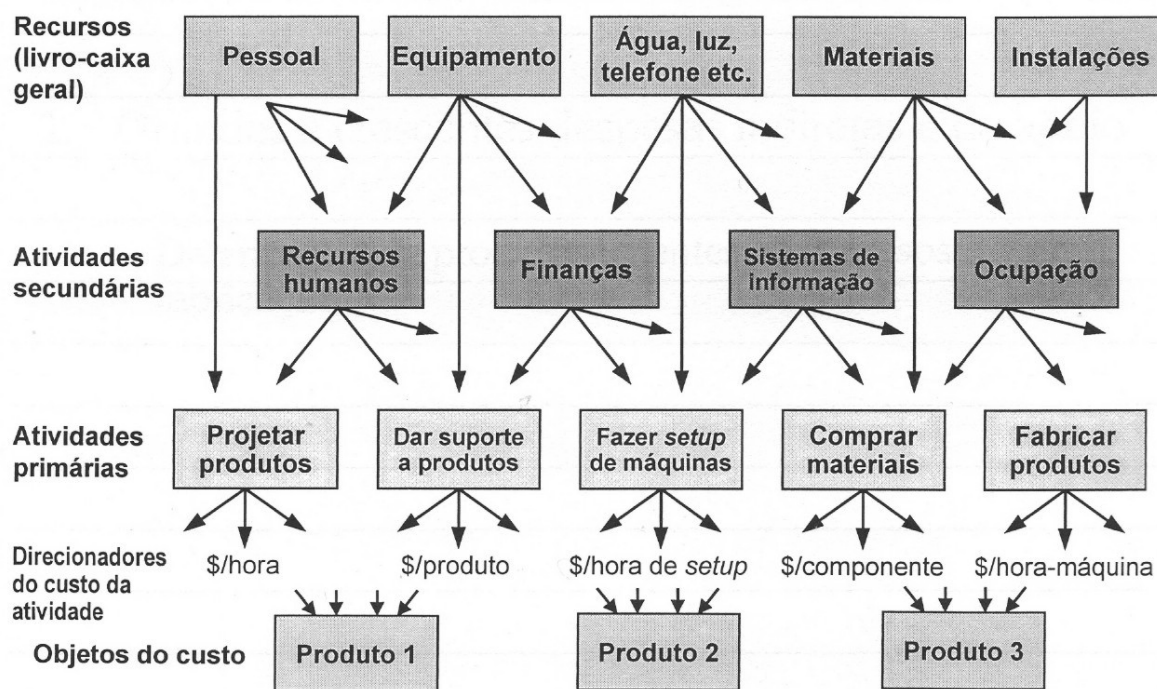 Recursos
(livro-caixa
geral)
Pessoal
Equipamento
Água, luz,
telefone etc.
Materiais
Instalações
Atividades
secundárias
Recursos
humanos
Finanças
Sistemas de
informação
Ocupação
Atividades
primárias
Projetar
produtos
Dar suporte
a produtos
Fazer setup
de máquinas
Comprar
materiais
Fabricar
produtos
Direcionadores
do custo da
atividade
$/hora
$/produto
$/hora de setup
$/componente
$/hora-máquina
Objetos do custo
Produto 1
Produto 2
Produto 3